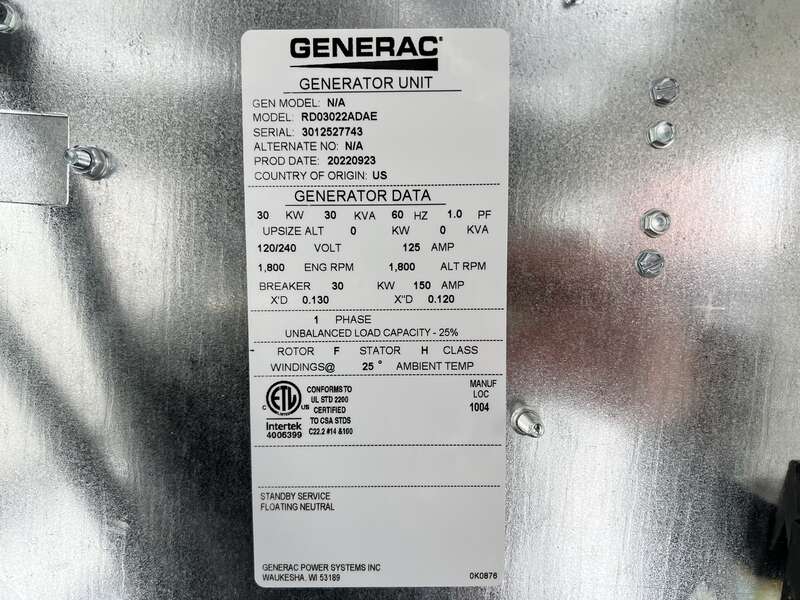 GENERAC
GENERATOR UNIT
GEN MODEL: N/A
MODEL: RD03022ADAE
SERIAL: 3012527743
ALTERNATE NO: N/A
PROD DATE: 20220923
COUNTRY OF ORIGIN: US
GENERATOR DATA
30 KW 30 KVA 60 HZ 1.0 PF
UPSIZE ALT 0 KW 0 KVA
120/240 VOLT 125 AMP
1,800 ENG RPM 1,800 ALT RPM
BREAKER 30 KW 150 AMP
X'D 0.130 X"D 0.120
1 PHASE
UNBALANCED LOAD CAPACITY - 25%
ROTOR F STATOR H CLASS
WINDINGS@ 25 ° AMBIENT TEMP
ETL
C US
Intertek
4005399
CONFORMS TO
UL STD 2200
CERTIFIED
TO CSA STDS
C22.2 #14 &100
MANUF
LOC
1004
STANDBY SERVICE
FLOATING NEUTRAL
GENERAC POWER SYSTEMS INC
WAUKESHA. WI 53189
0K0876